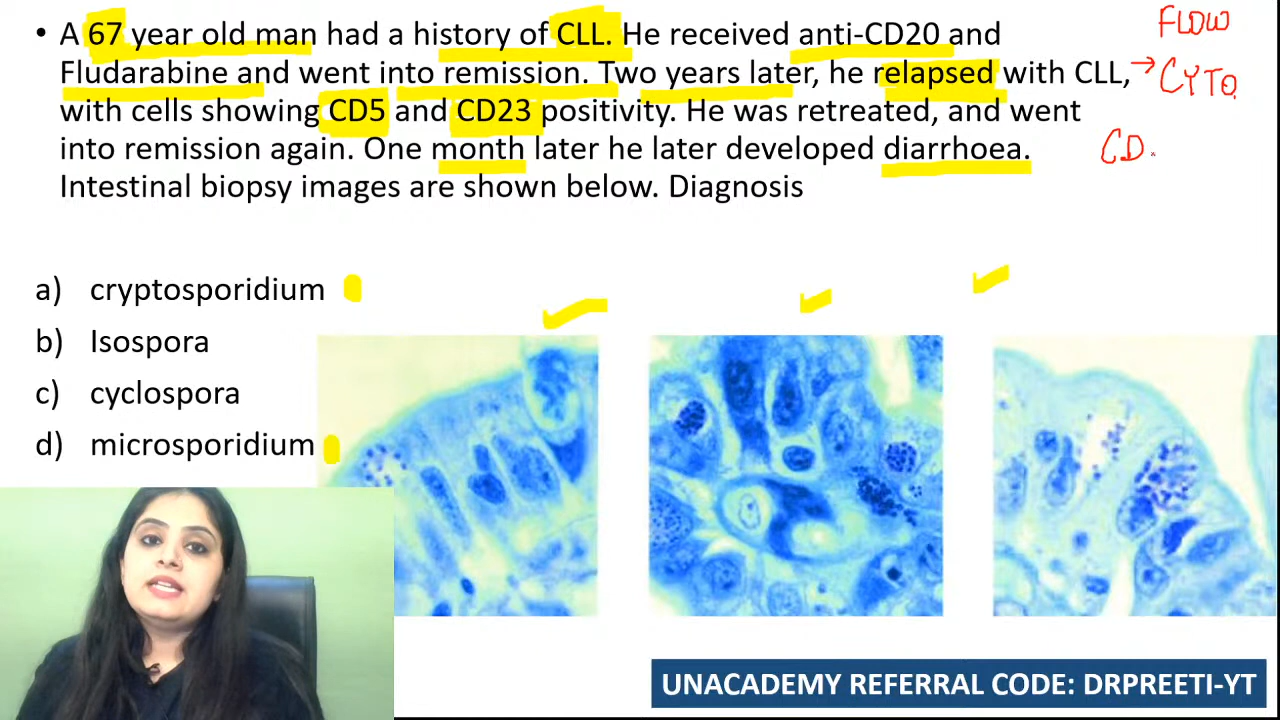 • A 67 year old man had a history of CLL. He received anti-CD20 and
Fludarabine and went into remission. Two years later, he relapsed with CLL,
with cells showing CD5 and CD23 positivity. He was retreated, and went
into remission again. One month later he later developed diarrhoea.
Intestinal biopsy images are shown below. Diagnosis
FLOW
→ CYTO
CD
a) cryptosporidium
b) Isospora
c) cyclospora
d) microsporidium
UNACADEMY REFERRAL CODE: DRPREETI-YT